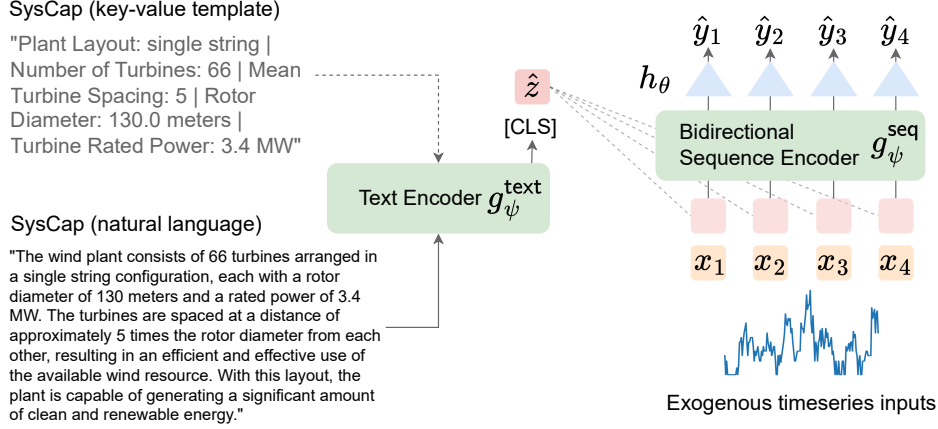 SysCap (key-value template)
"Plant Layout: single string |
Number of Turbines: 66 | Mean
Turbine Spacing: 5 | Rotor
Diameter: 130.0 meters |
Turbine Rated Power: 3.4 MW"
SysCap (natural language)
"The wind plant consists of 66 turbines arranged in
a single string configuration, each with a rotor
diameter of 130 meters and a rated power of 3.4
MW. The turbines are spaced at a distance of
approximately 5 times the rotor diameter from each
other, resulting in an efficient and effective use of
the available wind resource. With this layout, the
plant is capable of generating a significant amount
of clean and renewable energy."
ẑ
[CLS]
Text Encoder g_ψ^text
ŷ₁ ŷ₂ ŷ₃ ŷ₄
h_θ
Bidirectional
Sequence Encoder g_ψ^seq
x₁ x₂ x₃ x₄
Exogenous timeseries inputs